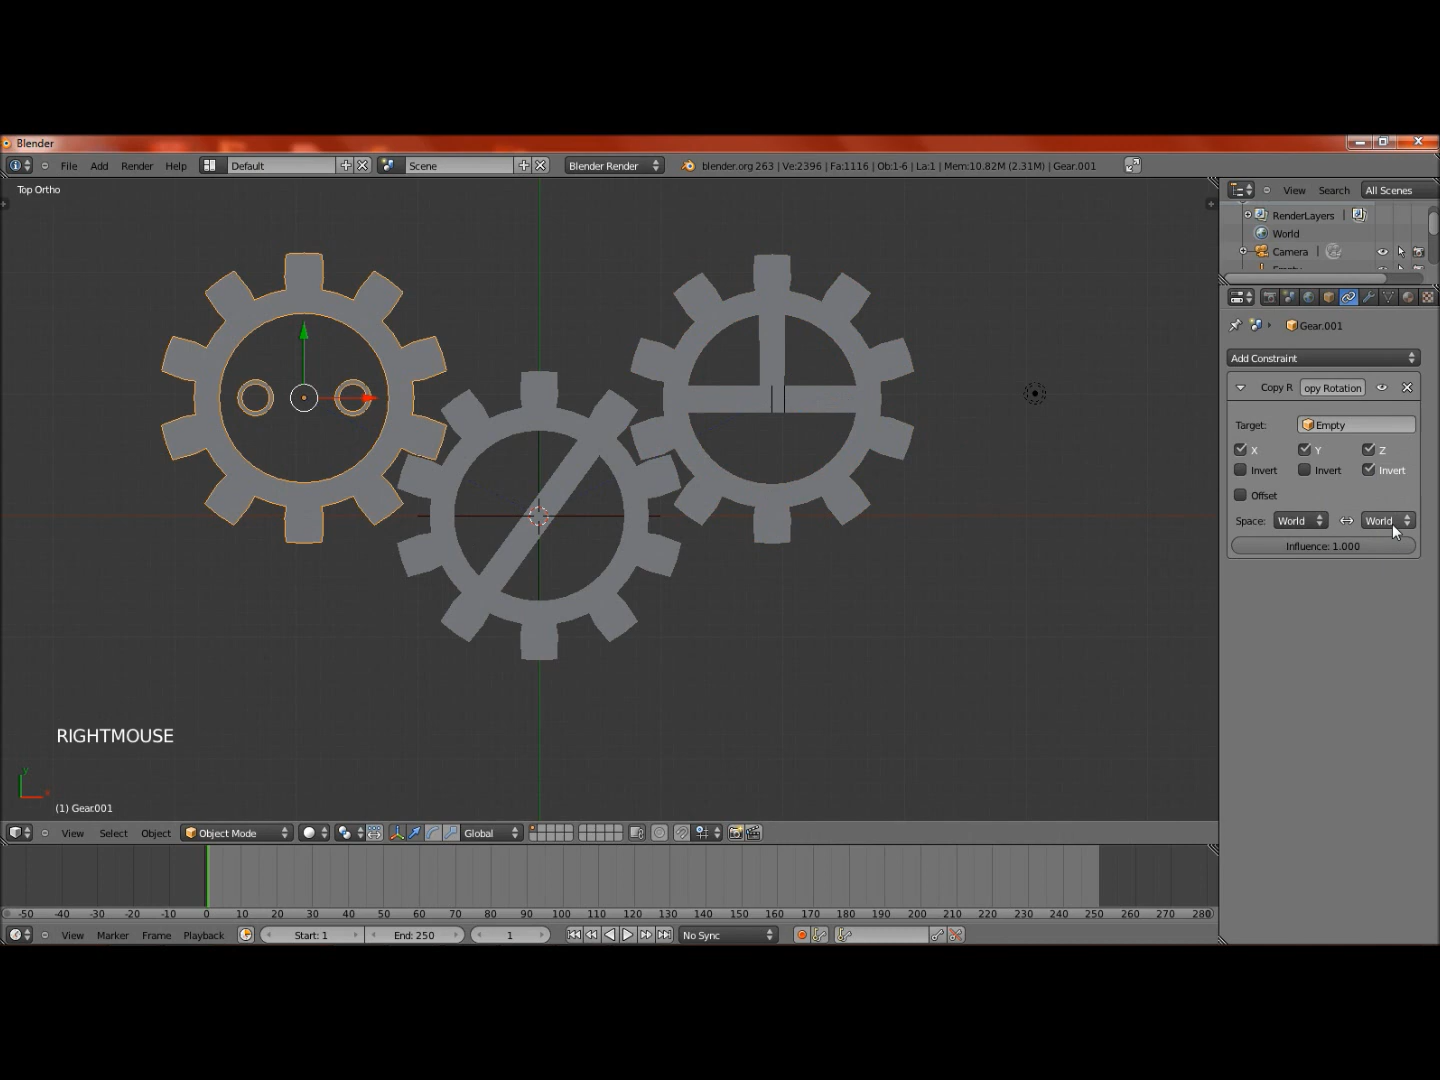 Blender
File Add Render Help Default Scene Blender Render blender.org 263 | Ve:2396 | Fa:1116 | Ob:1-6 | La:1 | Mem:10.82M (2.31M) | Gear.001
Top Ortho
View Search All Scenes
RenderLayers
World
Camera
Gear.001
Add Constraint
Copy R opy Rotation
Target: Empty
X Y Z
Invert Invert Invert
Offset
Space: World World
Influence: 1.000
RIGHTMOUSE
y
x
(1) Gear.001
View Select Object Object Mode Global
-50 -40 -30 -20 -10 0 10 20 30 40 50 60 70 80 90 100 110 120 130 140 150 160 170 180 190 200 210 220 230 240 250 260 270 280
View Marker Frame Playback Start: 1 End: 250 1 No Sync